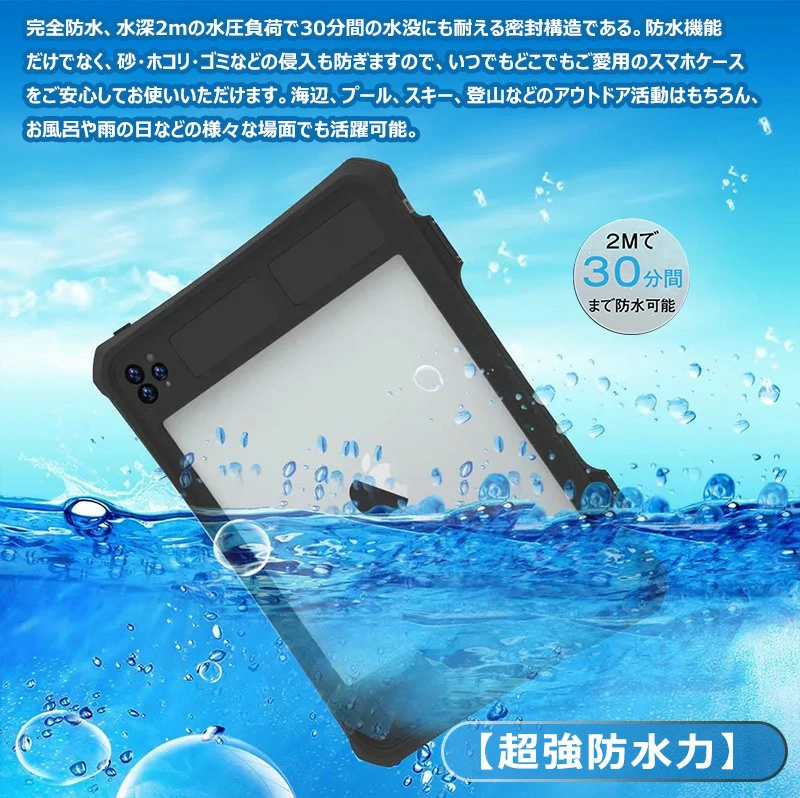 完全防水、水深2mの水圧負荷で30分間の水没にも耐える密封構造である。防水機能
だけでなく、砂・ホコリ・ゴミなどの侵入も防ぎますので、いつでもどこでもご愛用のスマホケース
をご安心してお使いいただけます。海辺、プール、スキー、登山などのアウトドア活動はもちろん、
お風呂や雨の日などの様々な場面でも活躍可能。
2Mで
30分間
まで防水可能
【超強防水力】